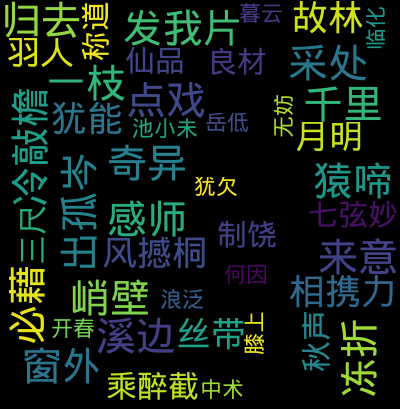 归去
称道
发我片
暮云
故林
临化
羽人
仙品
良材
采处
一枝
点戏
千里
冷敲檐
犹能
池小未
岳低
无妨
月明
奇异
猿啼
出孤岑
犹欠
三尺
感师
七弦妙
制饶
风撼桐
来意
何因
必藉
峭壁
浪泛
相携力
开春
溪边
丝带
膝上
秋声
冻折
窗外
乘醉截
中术